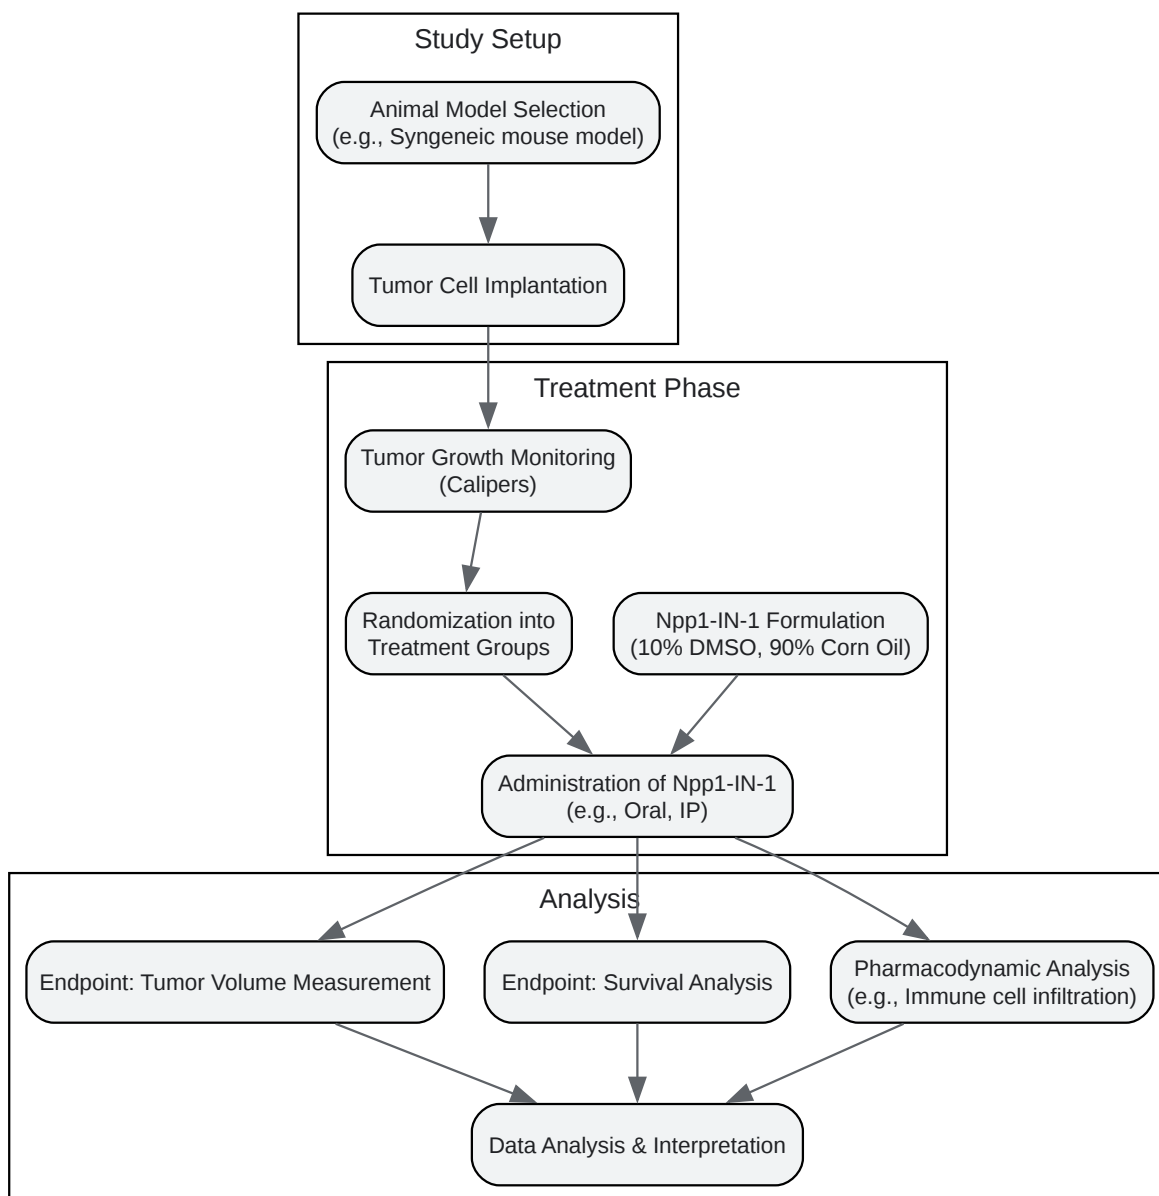 Study Setup
Animal Model Selection
(e.g., Syngeneic mouse model)
Tumor Cell Implantation
Treatment Phase
Tumor Growth Monitoring
(Calipers)
Randomization into
Treatment Groups
Npp1-IN-1 Formulation
(10% DMSO, 90% Corn Oil)
Administration of Npp1-IN-1
(e.g., Oral, IP)
Analysis
Endpoint: Tumor Volume Measurement
Endpoint: Survival Analysis
Pharmacodynamic Analysis
(e.g., Immune cell infiltration)
Data Analysis & Interpretation